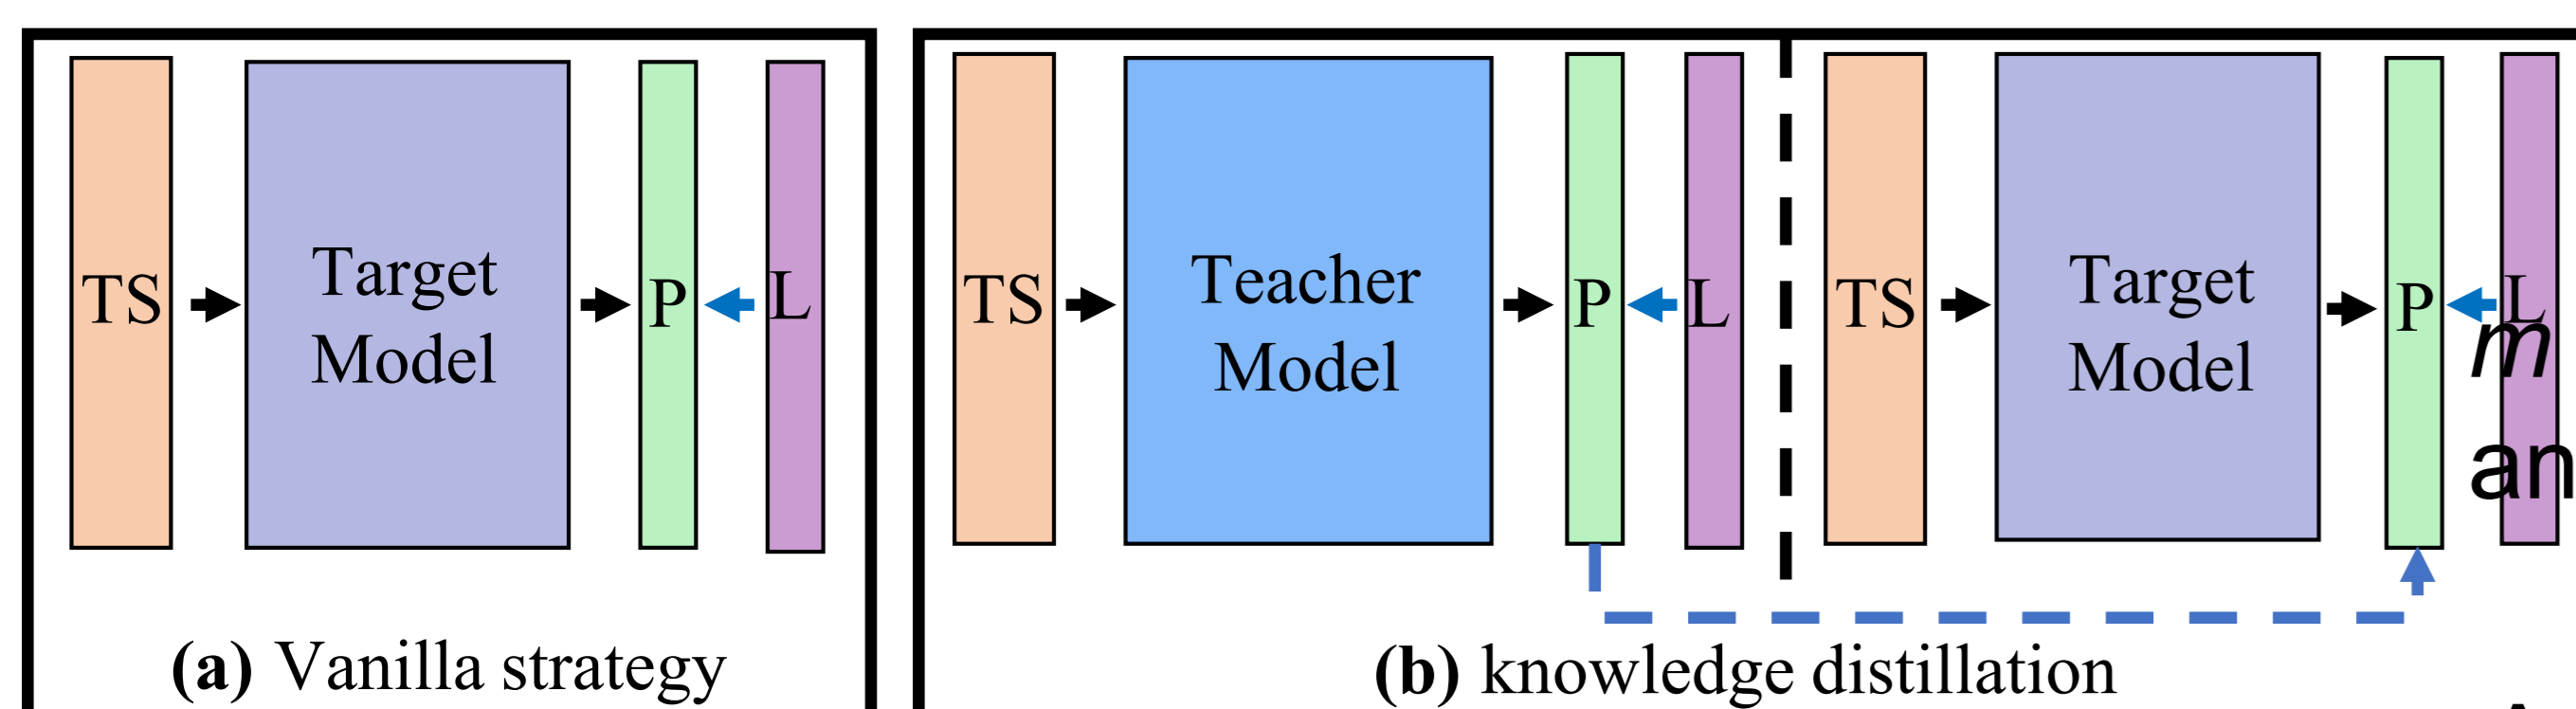 TS
Target
Model
P
L
(a) Vanilla strategy
TS
Teacher
Model
P
L
TS
Target
Model
P
L
m
an
(b) knowledge distillation